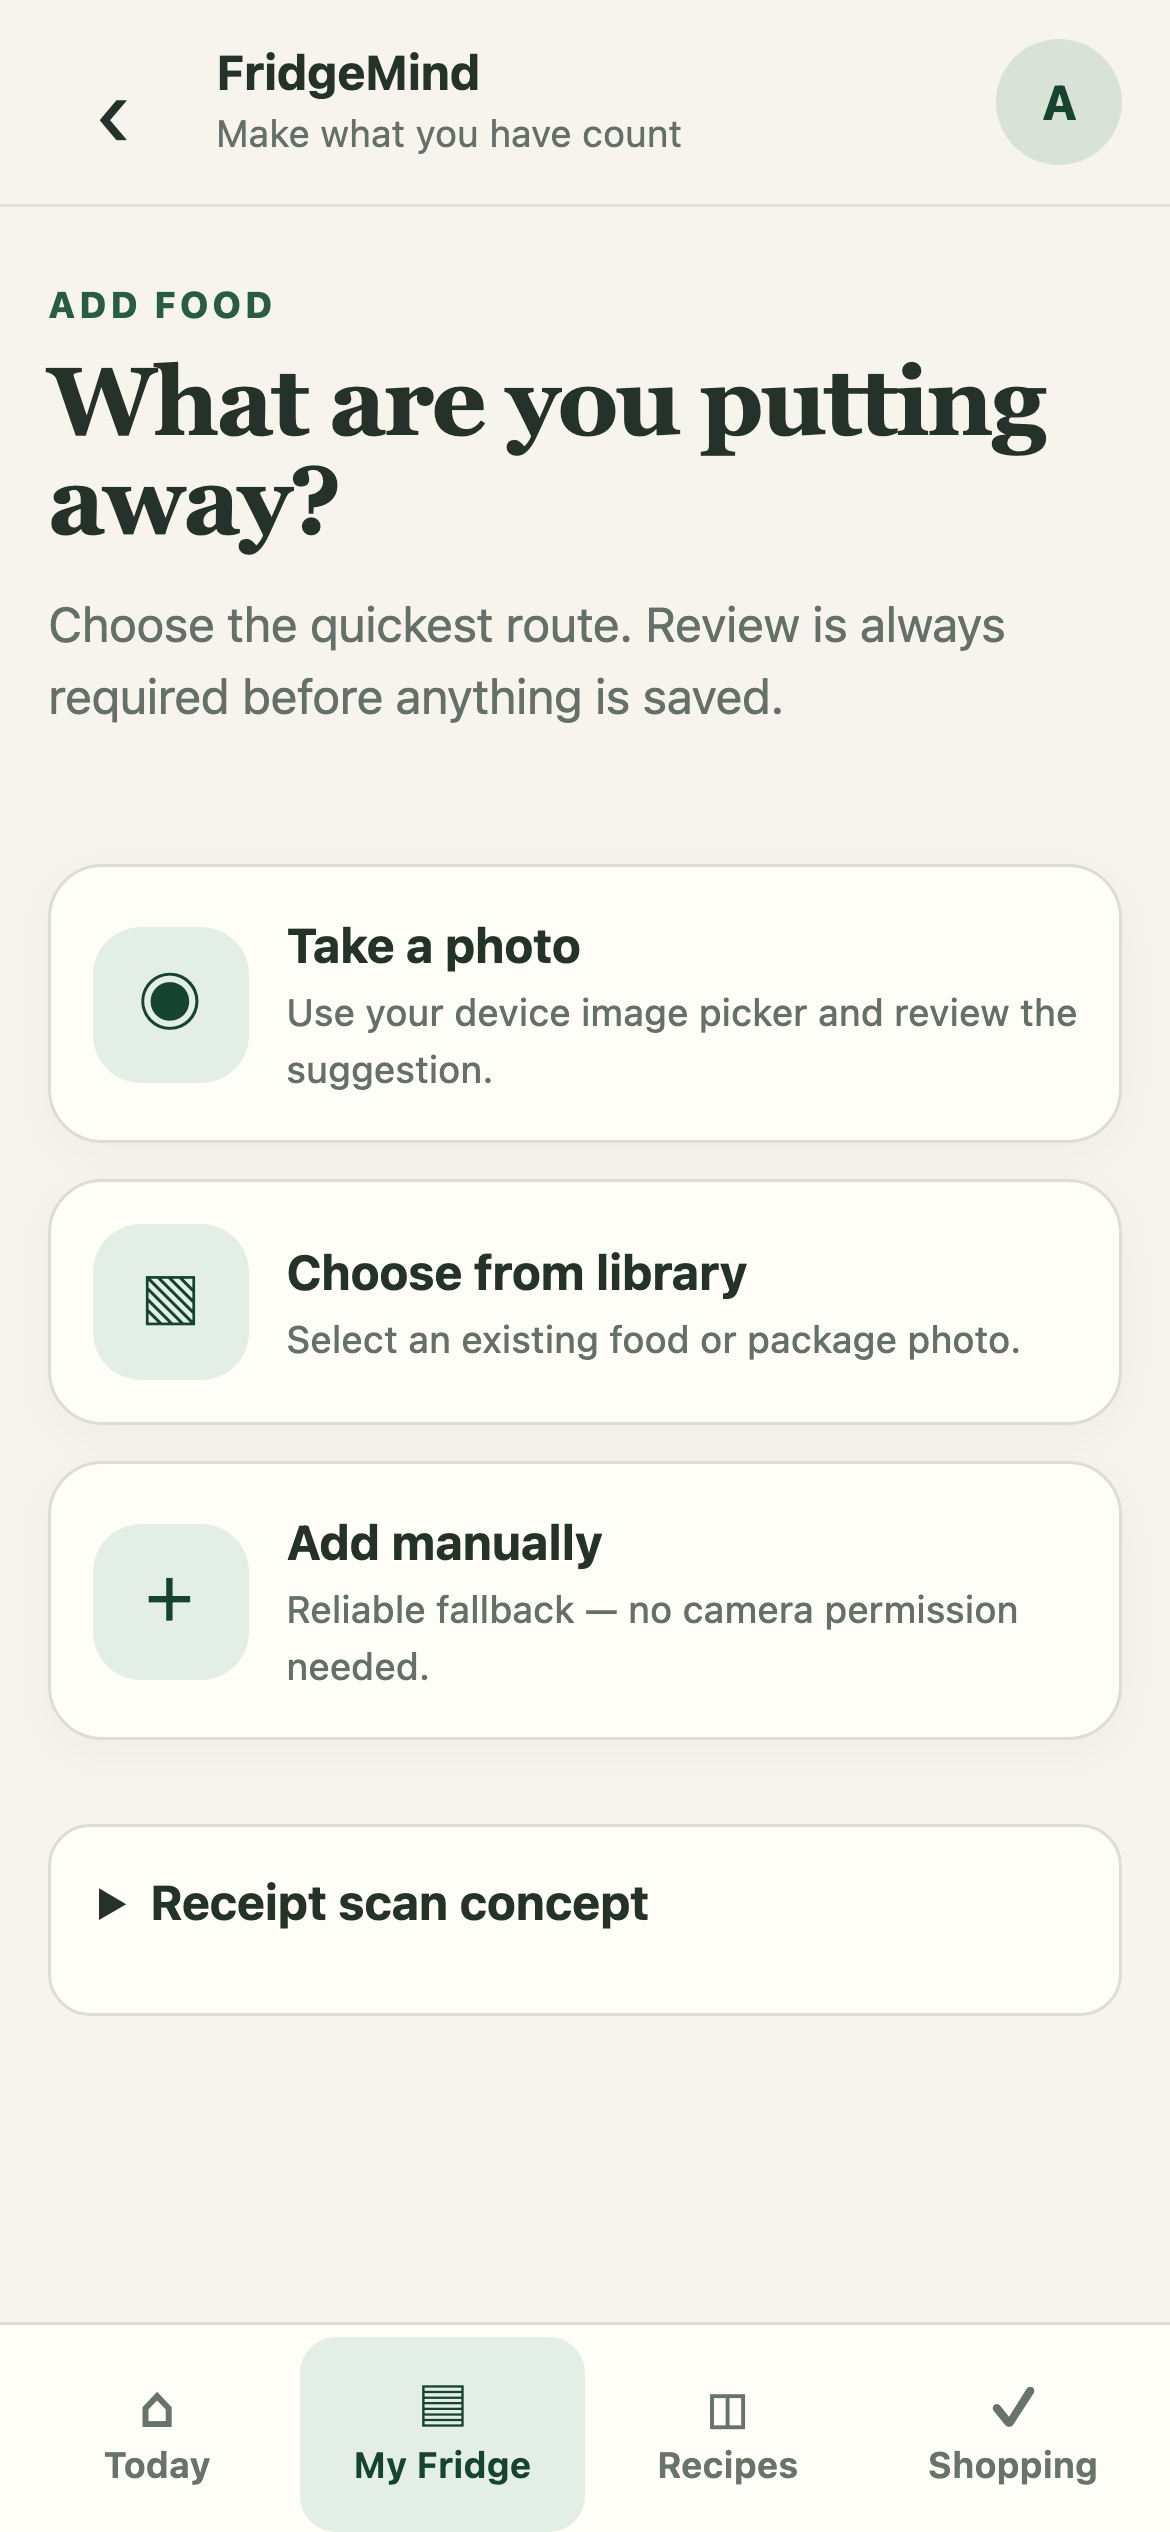 FridgeMind
Make what you have count
A
ADD FOOD
What are you putting
away?
Choose the quickest route. Review is always
required before anything is saved.
Take a photo
Use your device image picker and review the
suggestion.
Choose from library
Select an existing food or package photo.
Add manually
Reliable fallback — no camera permission
needed.
Receipt scan concept
Today
My Fridge
Recipes
Shopping